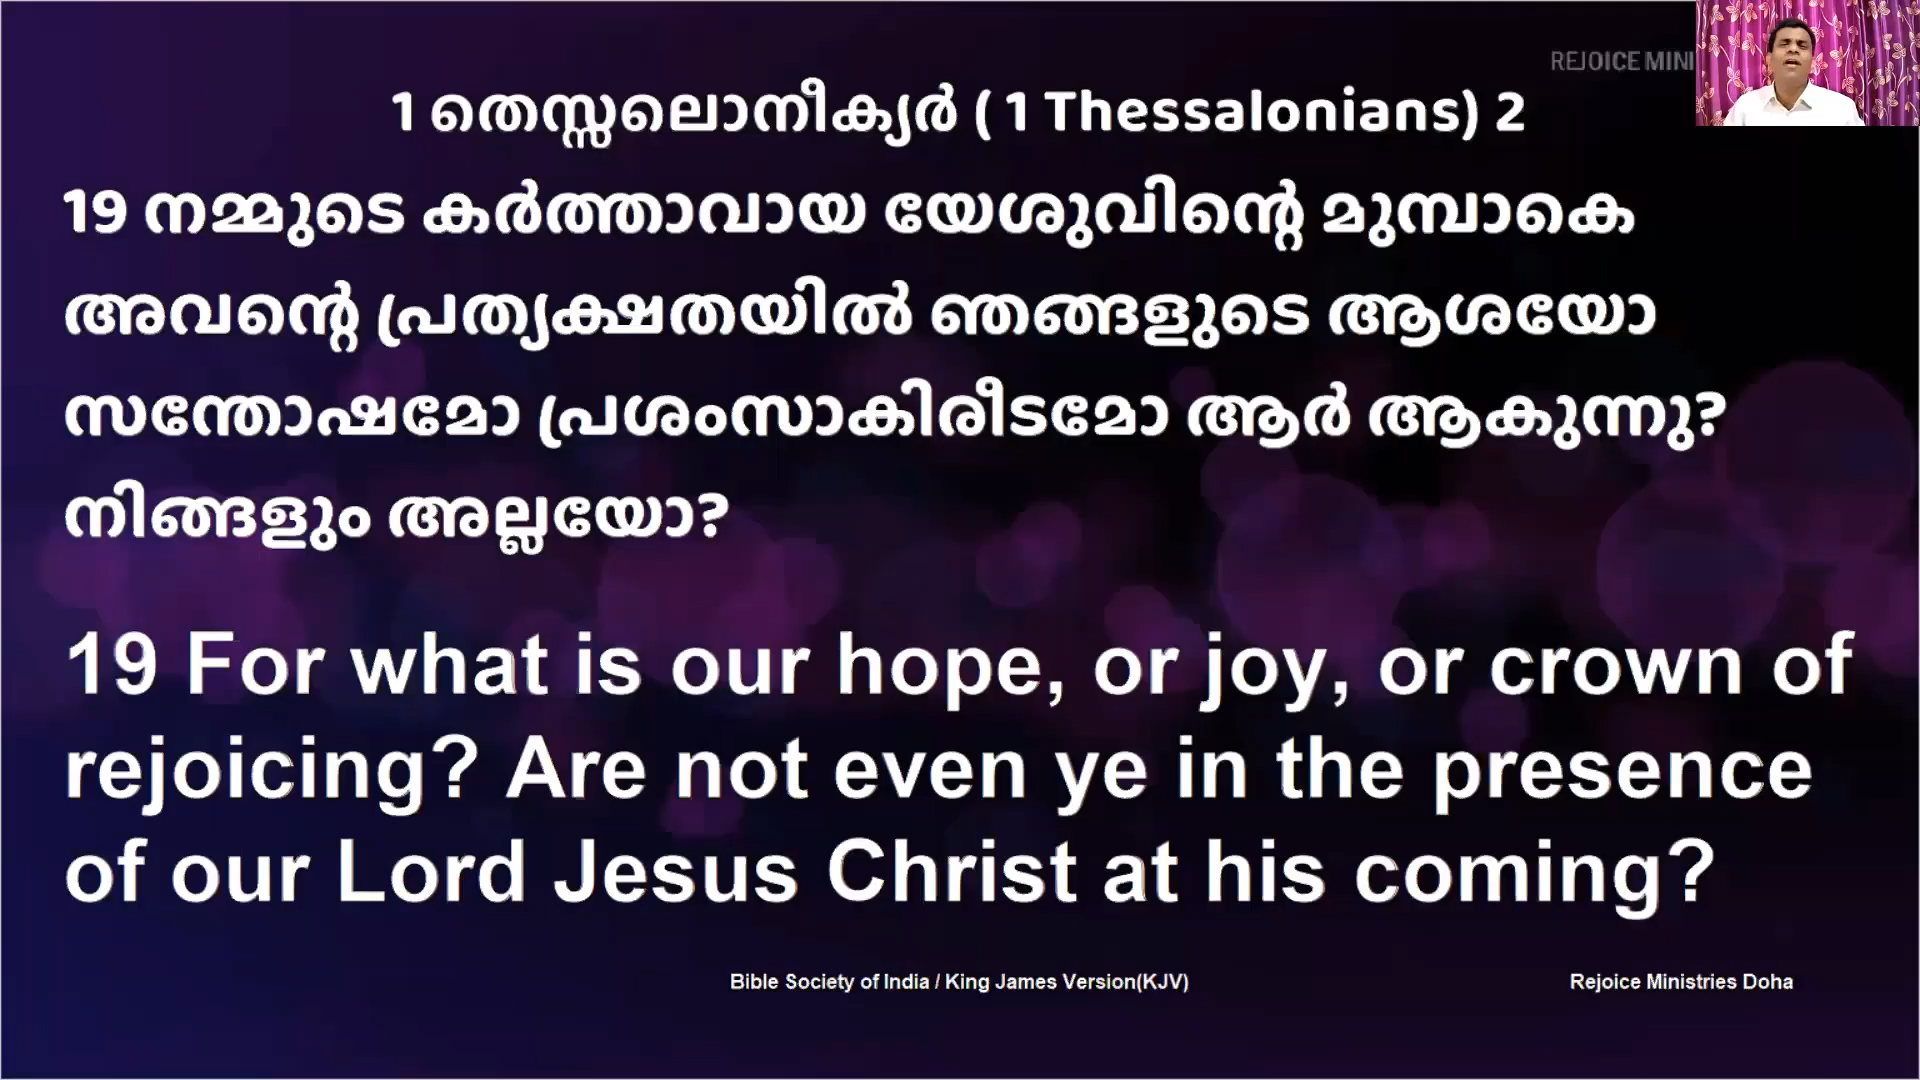 REJOICE MINI
1 തെസ്സലൊനീക്യർ ( 1 Thessalonians) 2
19 നമ്മുടെ കർത്താവായ യേശുവിന്റെ മുമ്പാകെ
അവന്റെ പ്രത്യക്ഷതയിൽ ഞങ്ങളുടെ ആശയോ
സന്തോഷമോ പ്രശംസാകിരീടമോ ആർ ആകുന്നു?
നിങ്ങളും അല്ലയോ?
19 For what is our hope, or joy, or crown of
rejoicing? Are not even ye in the presence
of our Lord Jesus Christ at his coming?
Bible Society of India / King James Version(KJV)
Rejoice Ministries Doha